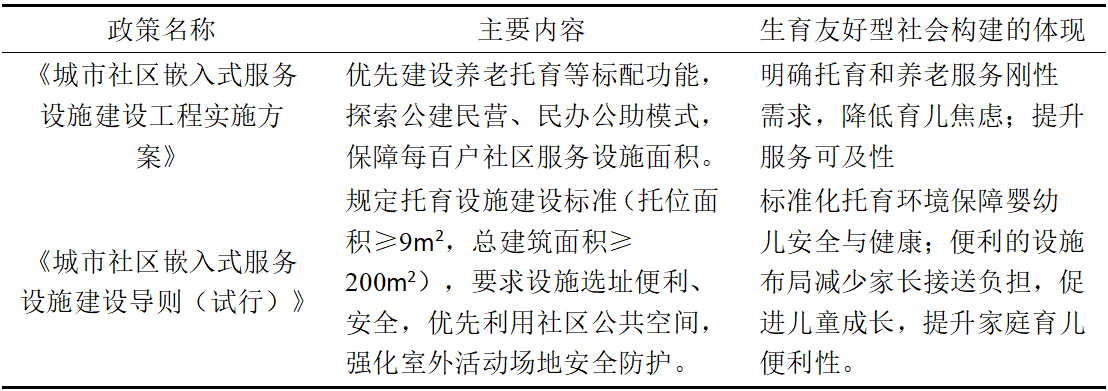 政策名称 主要内容 生育友好型社会构建的体现
《城市社区嵌入式服务
设施建设工程实施方
案》
优先建设养老托育等标配功能，
探索公建民营、民办公助模式，
保障每百户社区服务设施面积。
明确托育和养老服务刚性
需求，降低育儿焦虑；提升
服务可及性
《城市社区嵌入式服务
设施建设导则（试行）》
规定托育设施建设标准（托位面
积≥9m²，总建筑面积≥
200m²），要求设施选址便利、
安全，优先利用社区公共空间，
强化室外活动场地安全防护。
标准化托育环境保障婴幼
儿安全与健康；便利的设施
布局减少家长接送负担，促
进儿童成长，提升家庭育儿
便利性。